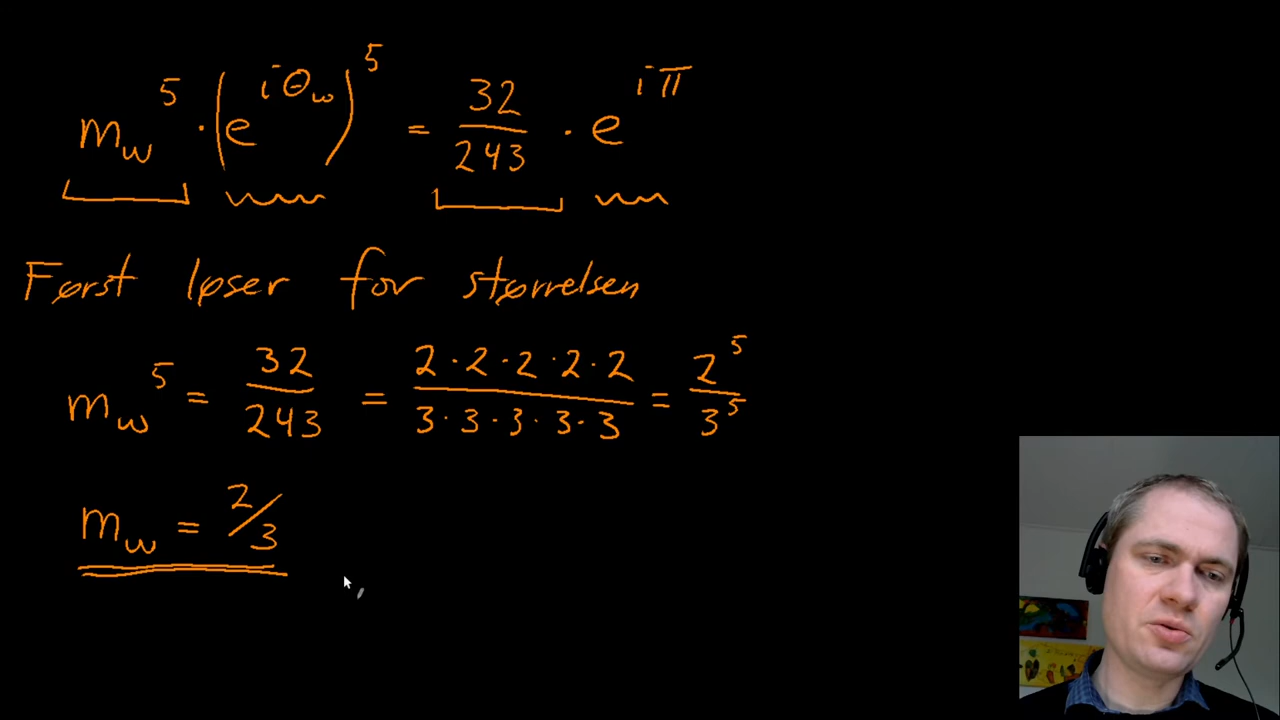 m_w^5 · (e^{iθ_w})^5 = 32/243 · e^{iπ}
Først løser for størrelsen
m_w^5 = 32/243 = 2·2·2·2·2/3·3·3·3·3 = 2^5/3^5
m_w = 2/3